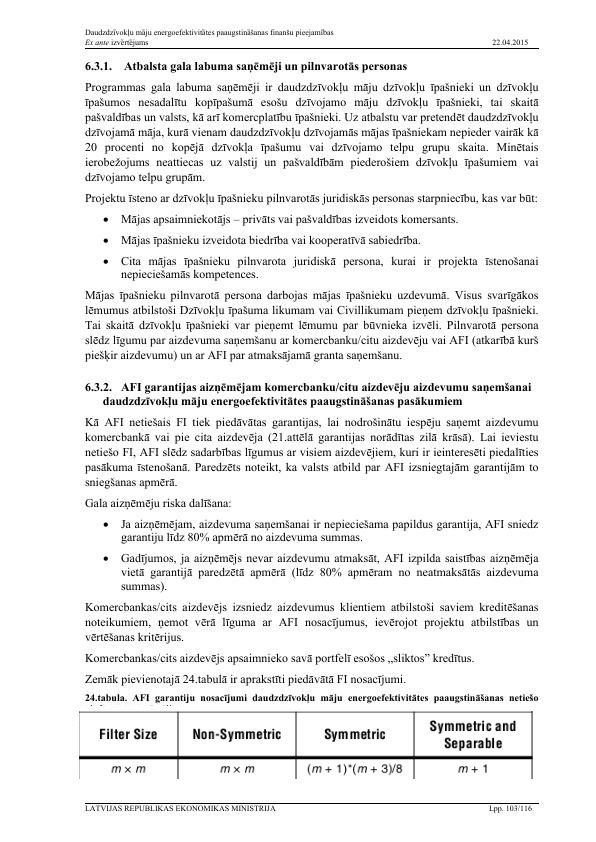 Daudzdzīvokļu māju energoefektivitātes paaugstināšanas finanšu pieejamības
Ex ante izvērtējums 22.04.2015
6.3.1. Atbalsta gala labuma saņēmēji un pilnvarotās personas
Programmas gala labuma saņēmēji ir daudzdzīvokļu māju dzīvokļu īpašnieki un dzīvokļu
īpašumos nesadalītu kopīpašumā esošu dzīvojamo māju dzīvokļu īpašnieki, tai skaitā
pašvaldības un valsts, kā arī komercplatību īpašnieki. Uz atbalstu var pretendēt daudzdzīvokļu
dzīvojamā māja, kurā vienam daudzdzīvokļu dzīvojamās mājas īpašniekam nepieder vairāk kā
20 procenti no kopējā dzīvokļa īpašumu vai dzīvojamo telpu grupu skaita. Minētais
ierobežojums neattiecas uz valstij un pašvaldībām piederošiem dzīvokļu īpašumiem vai
dzīvojamo telpu grupām.
Projektu īsteno ar dzīvokļu īpašnieku pilnvarotās juridiskās personas starpniecību, kas var būt:
• Mājas apsaimniekotājs – privāts vai pašvaldības izveidots komersants.
• Mājas īpašnieku izveidota biedrība vai kooperatīvā sabiedrība.
• Cita mājas īpašnieku pilnvarota juridiskā persona, kurai ir projekta īstenošanai
nepieciešamās kompetences.
Mājas īpašnieku pilnvarotā persona darbojas mājas īpašnieku uzdevumā. Visus svarīgākos
lēmumus atbilstoši Dzīvokļa īpašuma likumam vai Civillikumam pieņem dzīvokļu īpašnieki.
Tai skaitā dzīvokļu īpašnieki var pieņemt lēmumu par būvnieka izvēli. Pilnvarotā persona
slēdz līgumu par aizdevuma saņemšanu ar komercbanku/citu aizdevēju vai AFI (atkarībā kurš
piešķir aizdevumu) un ar AFI par atmaksājamā granta saņemšanu.
6.3.2. AFI garantijas aizņēmējam komercbanku/citu aizdevēju aizdevumu saņemšanai
daudzdzīvokļu māju energoefektivitātes paaugstināšanas pasākumiem
Kā AFI netiešais FI tiek piedāvātas garantijas, lai nodrošinātu iespēju saņemt aizdevumu
komercbankā vai pie cita aizdevēja (21.attēlā garantijas norādītas zilā krāsā). Lai ieviestu
netiešo FI, AFI slēdz sadarbības līgumus ar visiem aizdevējiem, kuri ir ieinteresēti piedalīties
pasākuma īstenošanā. Paredzēts noteikt, ka valsts atbild par AFI izsniegtajām garantijām to
sniegšanas apmērā.
Gala aizņēmēju riska dalīšana:
• Ja aizņēmējam, aizdevuma saņemšanai ir nepieciešama papildus garantija, AFI sniedz
garantiju līdz 80% apmērā no aizdevuma summas.
• Gadījumos, ja aizņēmējs nevar aizdevumu atmaksāt, AFI izpilda saistības aizņēmēja
vietā garantijā paredzētā apmērā (līdz 80% apmēram no neatmaksātās aizdevuma
summas).
Komercbankas/cits aizdevējs izsniedz aizdevumus klientiem atbilstoši saviem kreditēšanas
noteikumiem, ņemot vērā līguma ar AFI nosacījumus, ievērojot projektu atbilstības un
vērtēšanas kritērijus.
Komercbankas/cits aizdevējs apsaimnieko savā portfelī esošos „sliktos” kredītus.
Zemāk pievienotajā 24.tabulā ir aprakstīti piedāvātā FI nosacījumi.
24.tabula. AFI garantiju nosacījumi daudzdzīvokļu māju energoefektivitātes paaugstināšanas netiešo
Filter Size Non-Symmetric Symmetric Symmetric and Separable
m × m m × m (m + 1)*(m + 3)/8 m + 1
LATVIJAS REPUBLIKAS EKONOMIKAS MINISTRIJA Lpp. 103/116